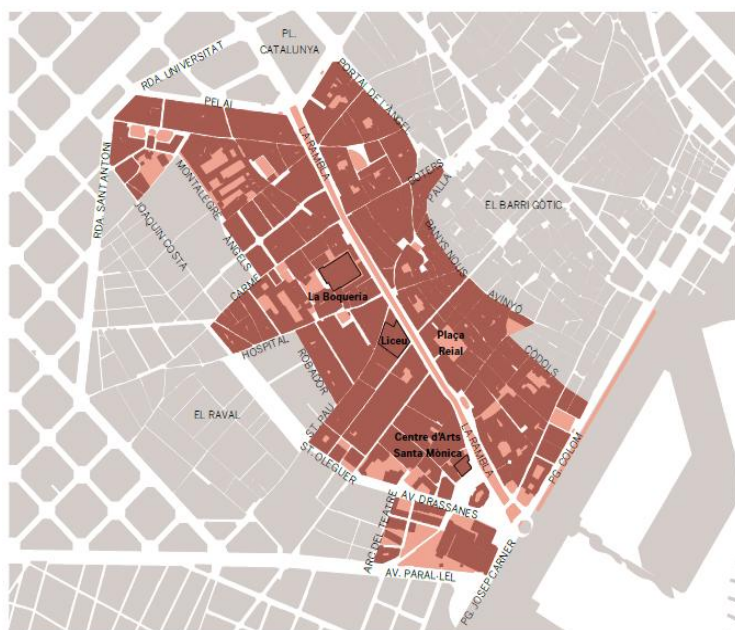 PL.
CATALUNYA
RDA. UNIVERSITAT
PORTAL DE L'ÀNGEL
PELAI
LA RAMBLA
RDA. SANT ANTONI
MONTALEGRE
JOAQUIN COSTA
BOTERS
PALLA
EL BARRI GÒTIC
BANYS NOUS
ÀNGELS
CARME
La Boqueria
AVINYÓ
HOSPITAL
Liceu
Plaça
Reial
CÒDOLS
ROBADOR
EL RAVAL
ST. PAU
ST. OLEGUER
Centre d'Arts
Santa Mònica
LA RAMBLA
PG. COLOM
AV. DRASSANES
ARC DEL TEATRE
AV. PARAL·LEL
PG. JOSEP CARNER